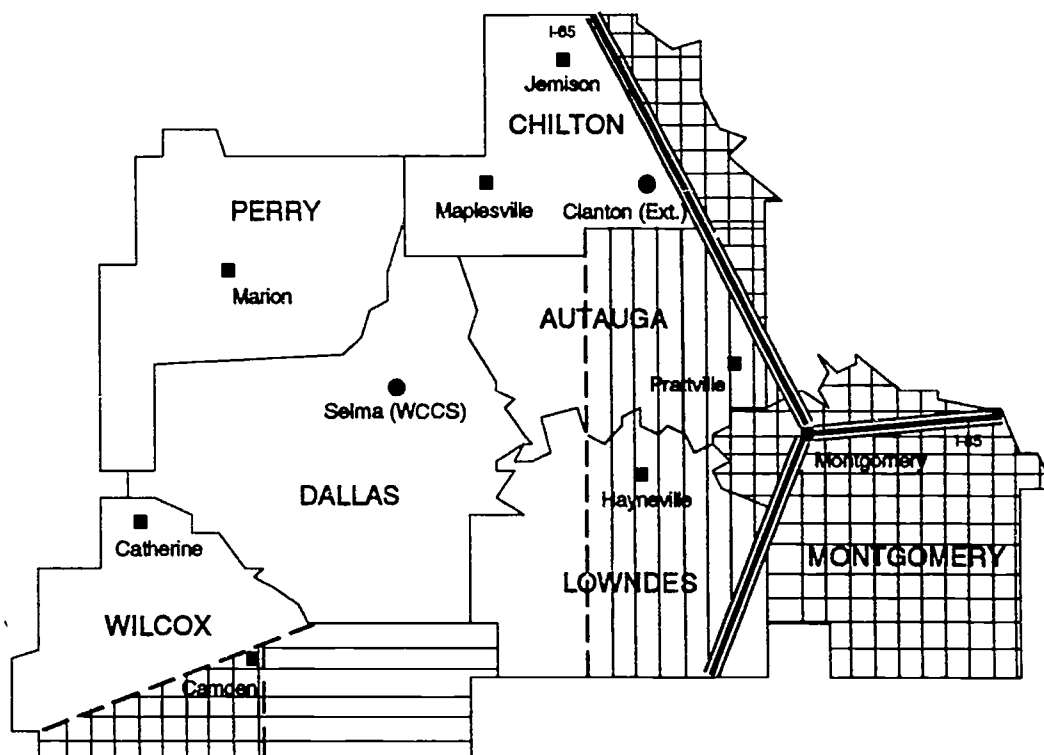 I-65
Jemison
CHILTON
PERRY
Maplesville
Clanton (Ext.)
Marion
AUTAUGA
Prattville
Selma (WCCS)
I-85
Montgomery
DALLAS
Hayneville
Catherine
LOWNDES
MONTGOMERY
WILCOX
Camden